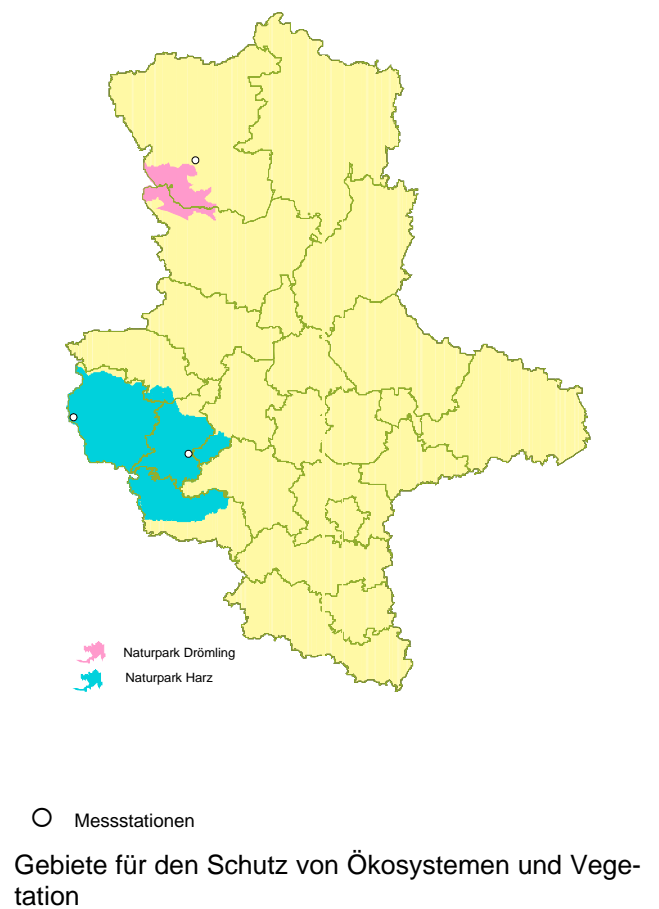 Naturpark Drömling
Naturpark Harz
Messstationen
Gebiete für den Schutz von Ökosystemen und Vege-
tation